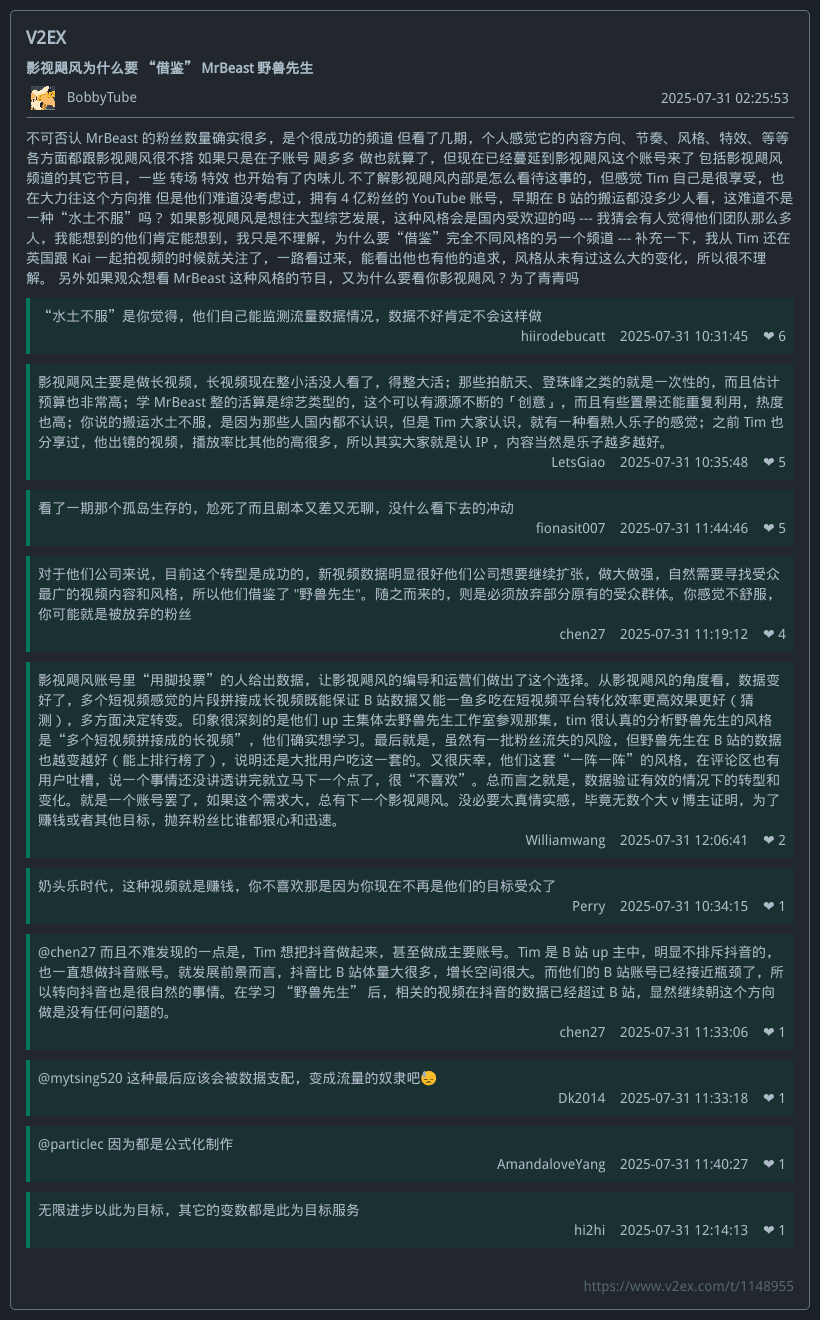 V2EX
影视飓风为什么要 “借鉴” MrBeast 野兽先生
BobbyTube
2025-07-31 02:25:53
不可否认 MrBeast 的粉丝数量确实很多，是个很成功的频道 但看了几期，个人感觉它的内容方向、节奏、风格、特效、等等
各方面都跟影视飓风很不搭 如果只是在子账号 飓多多 做也就算了，但现在已经蔓延到影视飓风这个账号来了 包括影视飓风
频道的其它节目，一些 转场 特效 也开始有了内味儿 不了解影视飓风内部是怎么看待这事的，但感觉 Tim 自己是很享受，也
在大力往这个方向推 但是他们难道没考虑过，拥有 4 亿粉丝的 YouTube 账号，早期在 B 站的搬运都没多少人看，这难道不是
一种“水土不服”吗？ 如果影视飓风是想往大型综艺发展，这种风格会是国内受欢迎的吗 --- 我猜会有人觉得他们团队那么多
人，我能想到的他们肯定能想到，我只是不理解，为什么要“借鉴”完全不同风格的另一个频道 --- 补充一下，我从 Tim 还在
英国跟 Kai 一起拍视频的时候就关注了，一路看过来，能看出他也有他的追求，风格从未有过这么大的变化，所以很不理
解。 另外如果观众想看 MrBeast 这种风格的节目，又为什么要看你影视飓风？为了青青吗
“水土不服”是你觉得，他们自己能监测流量数据情况，数据不好肯定不会这样做
hiirodebucatt 2025-07-31 10:31:45 ❤ 6
影视飓风主要是做长视频，长视频现在整小活没人看了，得整大活；那些拍航天、登珠峰之类的就是一次性的，而且估计
预算也非常高；学 MrBeast 整的活算是综艺类型的，这个可以有源源不断的「创意」，而且有些置景还能重复利用，热度
也高；你说的搬运水土不服，是因为那些人国内都不认识，但是 Tim 大家认识，就有一种看熟人乐子的感觉；之前 Tim 也
分享过，他出镜的视频，播放率比其他的高很多，所以其实大家就是认 IP ，内容当然是乐子越多越好。
LetsGiao 2025-07-31 10:35:48 ❤ 5
看了一期那个孤岛生存的，尬死了而且剧本又差又无聊，没什么看下去的冲动
fionasit007 2025-07-31 11:44:46 ❤ 5
对于他们公司来说，目前这个转型是成功的，新视频数据明显很好他们公司想要继续扩张，做大做强，自然需要寻找受众
最广的视频内容和风格，所以他们借鉴了 "野兽先生"。随之而来的，则是必须放弃部分原有的受众群体。你感觉不舒服，
你可能就是被放弃的粉丝
chen27 2025-07-31 11:19:12 ❤ 4
影视飓风账号里“用脚投票”的人给出数据，让影视飓风的编导和运营们做出了这个选择。从影视飓风的角度看，数据变
好了，多个短视频感觉的片段拼接成长视频既能保证 B 站数据又能一鱼多吃在短视频平台转化效率更高效果更好（猜
测），多方面决定转变。印象很深刻的是他们 up 主集体去野兽先生工作室参观那集，tim 很认真的分析野兽先生的风格
是“多个短视频拼接成的长视频”，他们确实想学习。最后就是，虽然有一批粉丝流失的风险，但野兽先生在 B 站的数据
也越变越好（能上排行榜了），说明还是大批用户吃这一套的。又很庆幸，他们这套“一阵一阵”的风格，在评论区也有
用户吐槽，说一个事情还没讲透讲完就立马下一个点了，很“不喜欢”。总而言之就是，数据验证有效的情况下的转型和
变化。就是一个账号罢了，如果这个需求大，总有下一个影视飓风。没必要太真情实感，毕竟无数个大 v 博主证明，为了
赚钱或者其他目标，抛弃粉丝比谁都狠心和迅速。
Williamwang 2025-07-31 12:06:41 ❤ 2
奶头乐时代，这种视频就是赚钱，你不喜欢那是因为你现在不再是他们的目标受众了
Perry 2025-07-31 10:34:15 ❤ 1
@chen27 而且不难发现的一点是，Tim 想把抖音做起来，甚至做成主要账号。Tim 是 B 站 up 主中，明显不排斥抖音的，
也一直想做抖音账号。就发展前景而言，抖音比 B 站体量大很多，增长空间很大。而他们的 B 站账号已经接近瓶颈了，所
以转向抖音也是很自然的事情。在学习 “野兽先生” 后，相关的视频在抖音的数据已经超过 B 站，显然继续朝这个方向
做是没有任何问题的。
chen27 2025-07-31 11:33:06 ❤ 1
@mytsing520 这种最后应该会被数据支配，变成流量的奴隶吧😓
Dk2014 2025-07-31 11:33:18 ❤ 1
@particlec 因为都是公式化制作
AmandaloveYang 2025-07-31 11:40:27 ❤ 1
无限进步以此为目标，其它的变数都是此为目标服务
hi2hi 2025-07-31 12:14:13 ❤ 1
https://www.v2ex.com/t/1148955